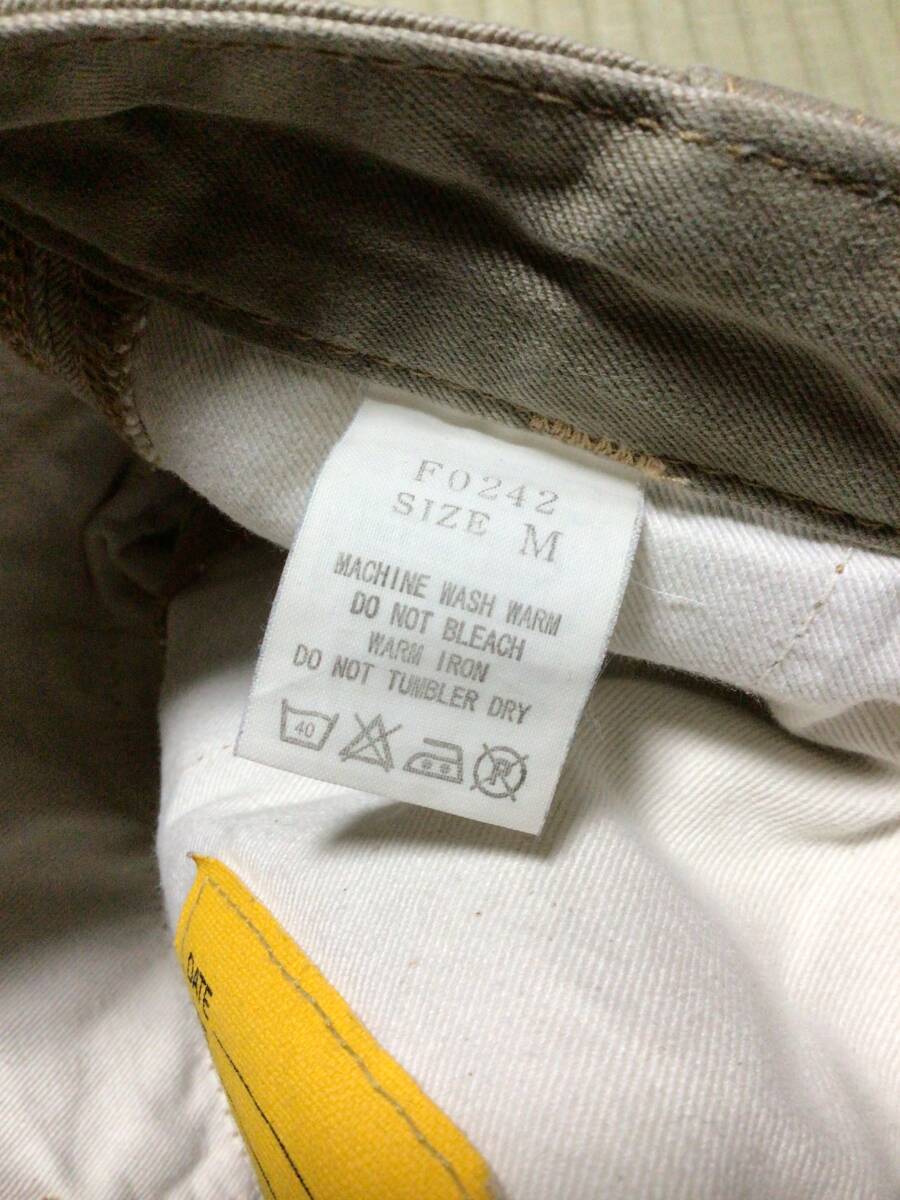 F0242
SIZE M
MACHINE WASH WARM
DO NOT BLEACH
WARM IRON
DO NOT TUMBLER DRY
40
P
DATE